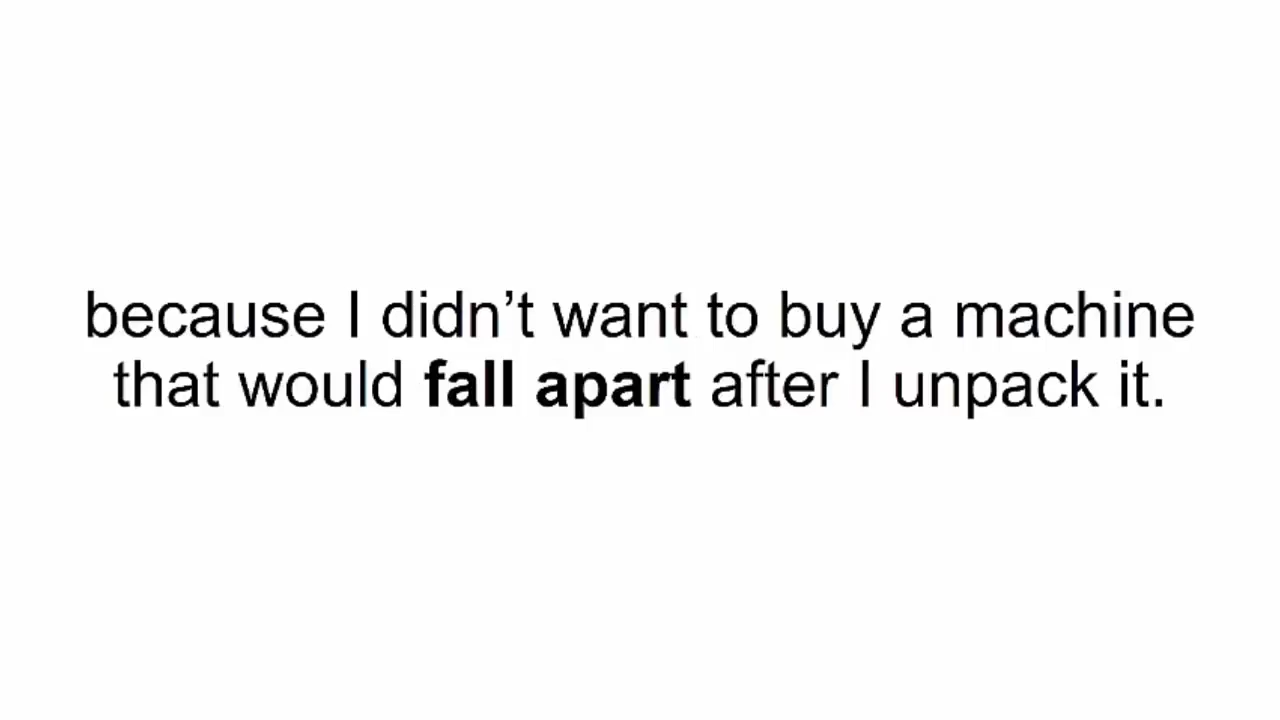 because I didn’t want to buy a machine
that would fall apart after I unpack it.